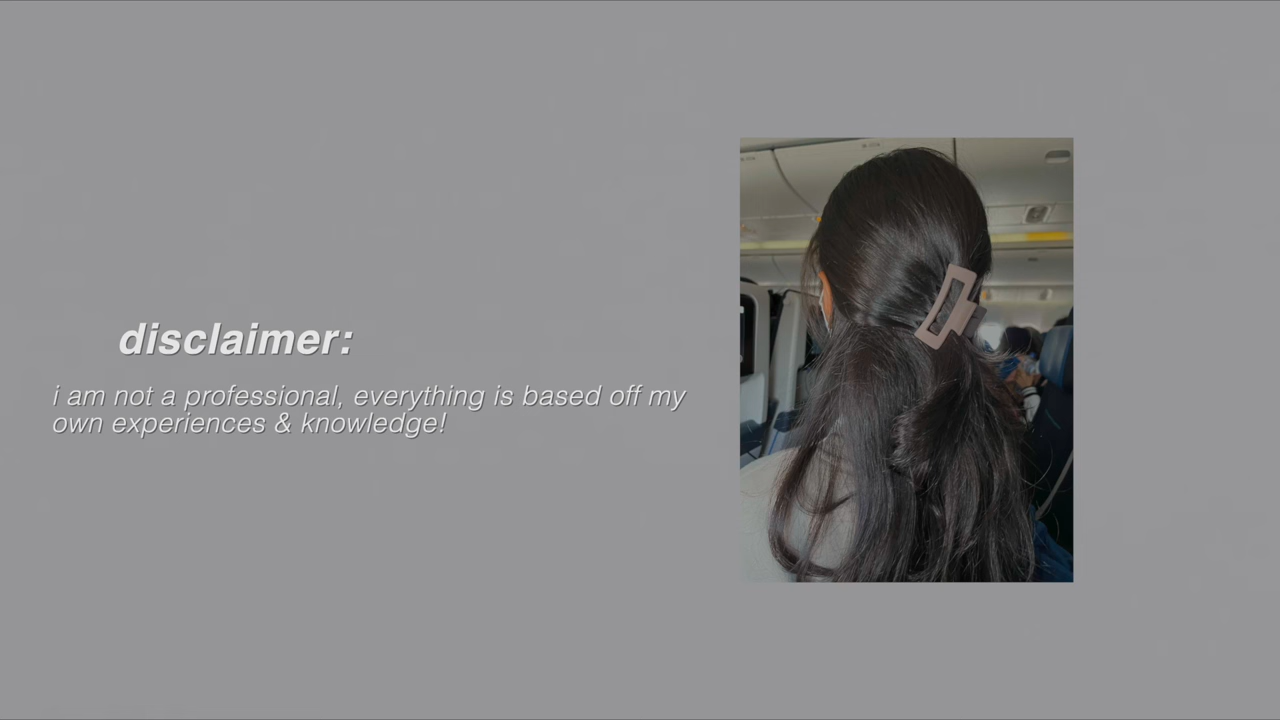 disclaimer:
i am not a professional, everything is based off my
own experiences & knowledge!